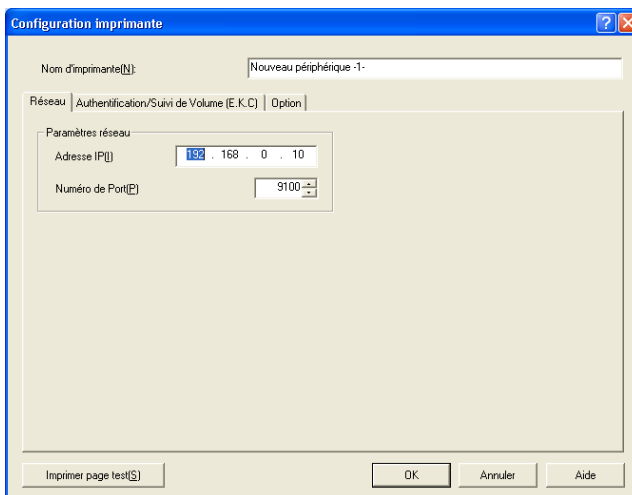 Configuration imprimante
Nom d'imprimante(N): Nouveau périphérique -1-
Réseau Authentification/Suivi de Volume (E.K.C) Option
Paramètres réseau
Adresse IP(I) 192 . 168 . 0 . 10
Numéro de Port(P) 9100
Imprimer page test(S) OK Annuler Aide